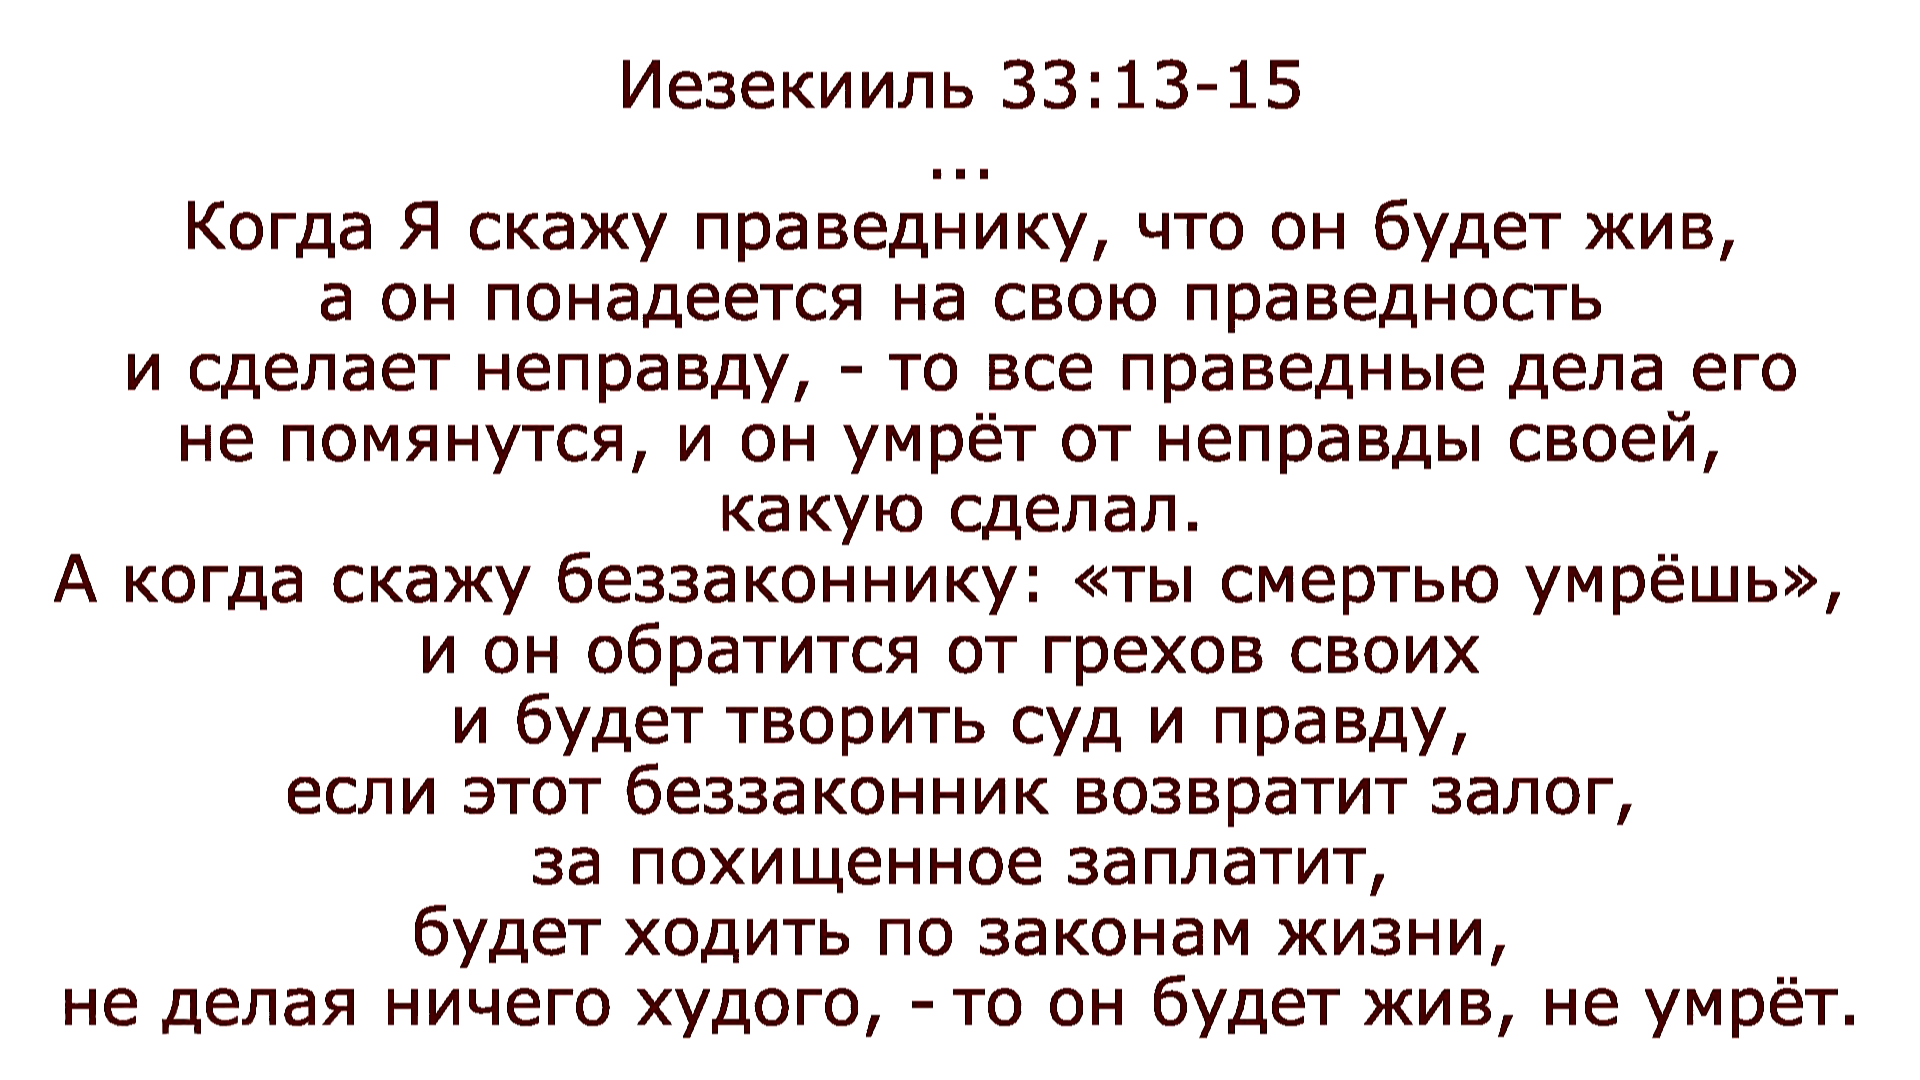 Иезекииль 33:13-15
...
Когда Я скажу праведнику, что он будет жив,
а он понадеется на свою праведность
и сделает неправду, - то все праведные дела его
не помянутся, и он умрёт от неправды своей,
какую сделал.
А когда скажу беззаконнику: «ты смертью умрёшь»,
и он обратится от грехов своих
и будет творить суд и правду,
если этот беззаконник возвратит залог,
за похищенное заплатит,
будет ходить по законам жизни,
не делая ничего худого, - то он будет жив, не умрёт.